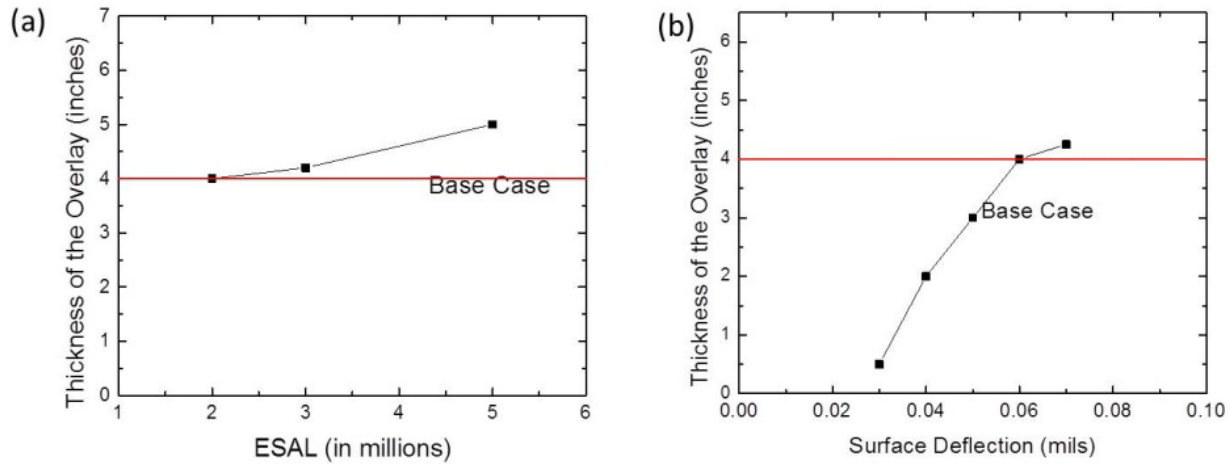 (a)
Thickness of the Overlay (inches)
7
6
5
4
3
2
1
0
Base Case
1 2 3 4 5 6
ESAL (in millions)
(b)
Thickness of the Overlay (inches)
6
5
4
3
2
1
0
Base Case
0.00 0.02 0.04 0.06 0.08 0.10
Surface Deflection (mils)